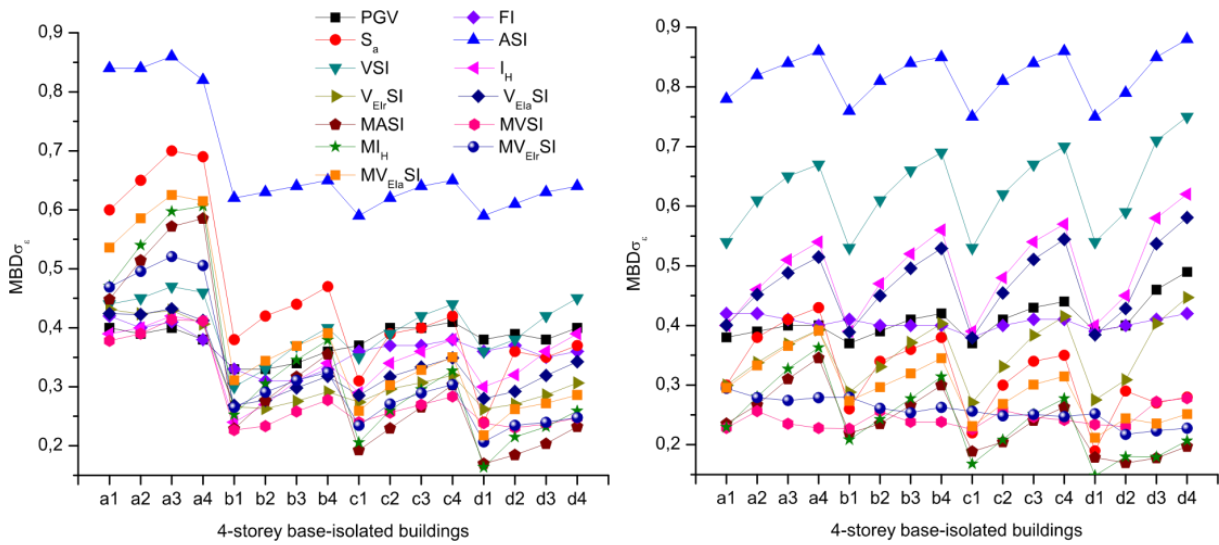 PGV
FI
Sa
ASI
VSI
IH
VEIrSI
VEIaSI
MASI
MVSI
MIH
MVEIrSI
MVEIaSI
0,9
0,8
0,7
0,6
0,5
0,4
0,3
0,2
MBDσε
a1 a2 a3 a4 b1 b2 b3 b4 c1 c2 c3 c4 d1 d2 d3 d4
4-storey base-isolated buildings
0,9
0,8
0,7
0,6
0,5
0,4
0,3
0,2
MBDσε
a1 a2 a3 a4 b1 b2 b3 b4 c1 c2 c3 c4 d1 d2 d3 d4
4-storey base-isolated buildings